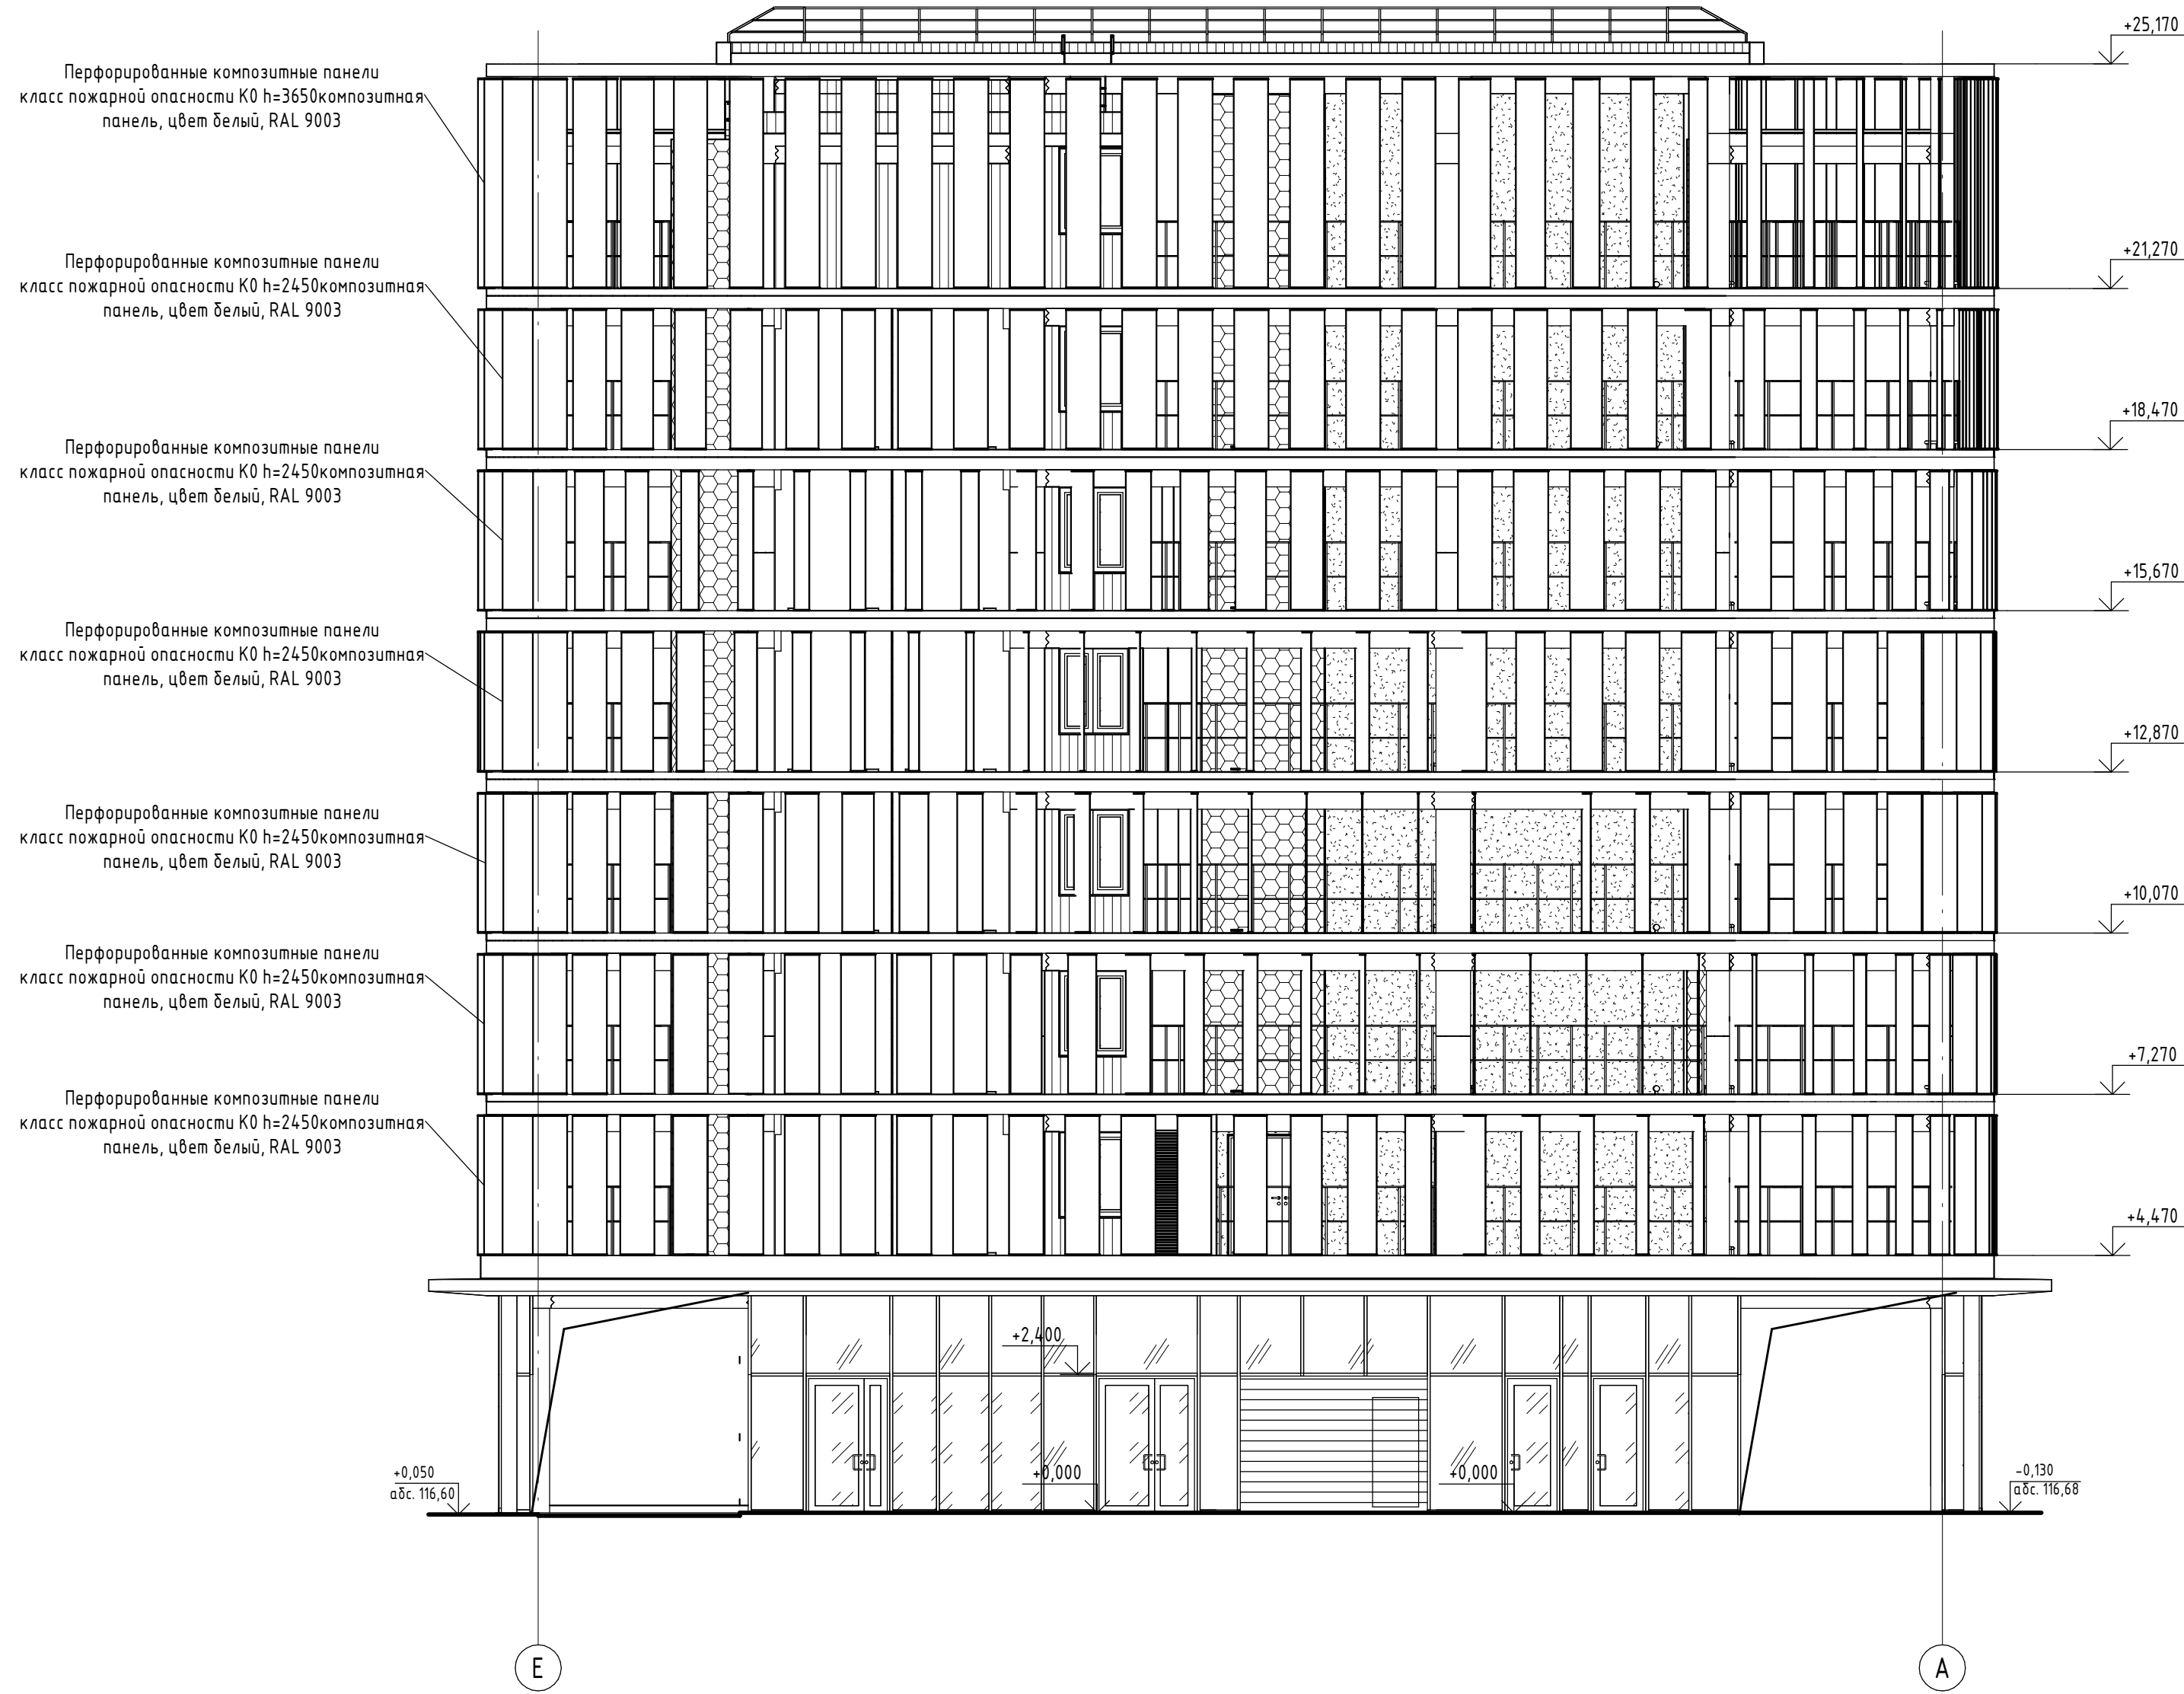 +25,170
Перфорированные композитные панели
класс пожарной опасности К0 h=3650композитная
панель, цвет белый, RAL 9003
+21,270
Перфорированные композитные панели
класс пожарной опасности К0 h=2450композитная
панель, цвет белый, RAL 9003
+18,470
Перфорированные композитные панели
класс пожарной опасности К0 h=2450композитная
панель, цвет белый, RAL 9003
+15,670
Перфорированные композитные панели
класс пожарной опасности К0 h=2450композитная
панель, цвет белый, RAL 9003
+12,870
Перфорированные композитные панели
класс пожарной опасности К0 h=2450композитная
панель, цвет белый, RAL 9003
+10,070
Перфорированные композитные панели
класс пожарной опасности К0 h=2450композитная
панель, цвет белый, RAL 9003
+7,270
Перфорированные композитные панели
класс пожарной опасности К0 h=2450композитная
панель, цвет белый, RAL 9003
+4,470
+2,400
+0,050
абс. 116,60
+0,000
+0,000
-0,130
абс. 116,68
Е
А